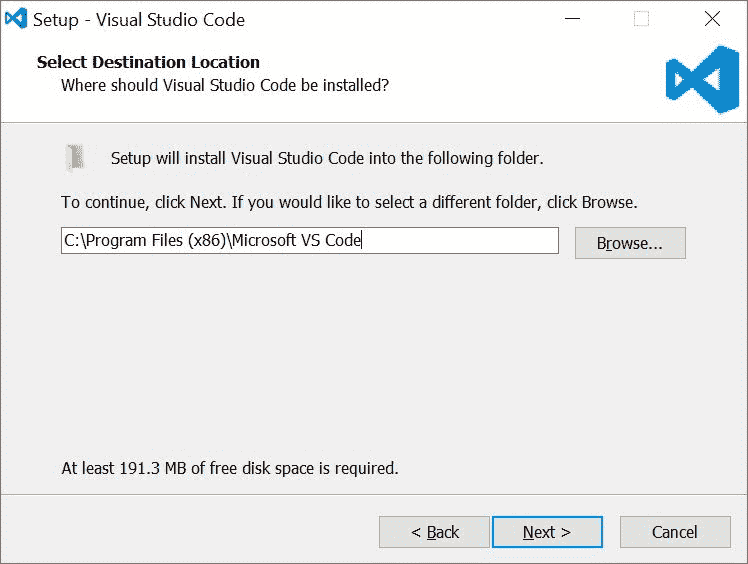 Setup - Visual Studio Code
Select Destination Location
Where should Visual Studio Code be installed?
Setup will install Visual Studio Code into the following folder.
To continue, click Next. If you would like to select a different folder, click Browse.
C:\Program Files (x86)\Microsoft VS Code
Browse...
At least 191.3 MB of free disk space is required.
< Back
Next >
Cancel